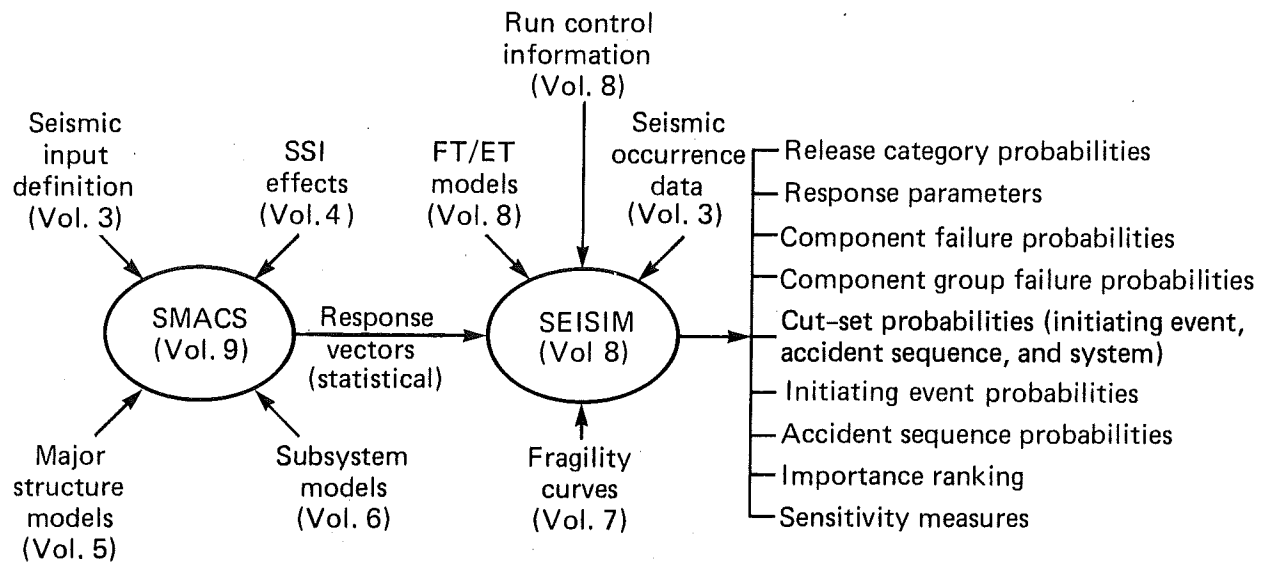 Run control
information
(Vol. 8)
Seismic
input
definition
(Vol. 3)
SSI
effects
(Vol. 4)
FT/ET
models
(Vol. 8)
Seismic
occurrence
data
(Vol. 3)
SMACS
(Vol. 9)
Response
vectors
(statistical)
SEISIM
(Vol 8)
Major
structure
models
(Vol. 5)
Subsystem
models
(Vol. 6)
Fragility
curves
(Vol. 7)
Release category probabilities
Response parameters
Component failure probabilities
Component group failure probabilities
Cut-set probabilities (initiating event,
accident sequence, and system)
Initiating event probabilities
Accident sequence probabilities
Importance ranking
Sensitivity measures